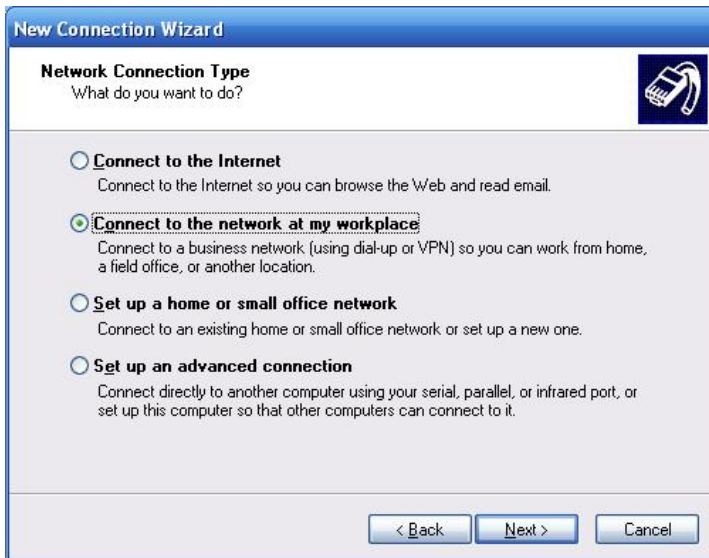 New Connection Wizard
Network Connection Type
What do you want to do?
Connect to the Internet
Connect to the Internet so you can browse the Web and read email.
Connect to the network at my workplace
Connect to a business network (using dial-up or VPN) so you can work from home,
a field office, or another location.
Set up a home or small office network
Connect to an existing home or small office network or set up a new one.
Set up an advanced connection
Connect directly to another computer using your serial, parallel, or infrared port, or
set up this computer so that other computers can connect to it.
< Back Next > Cancel